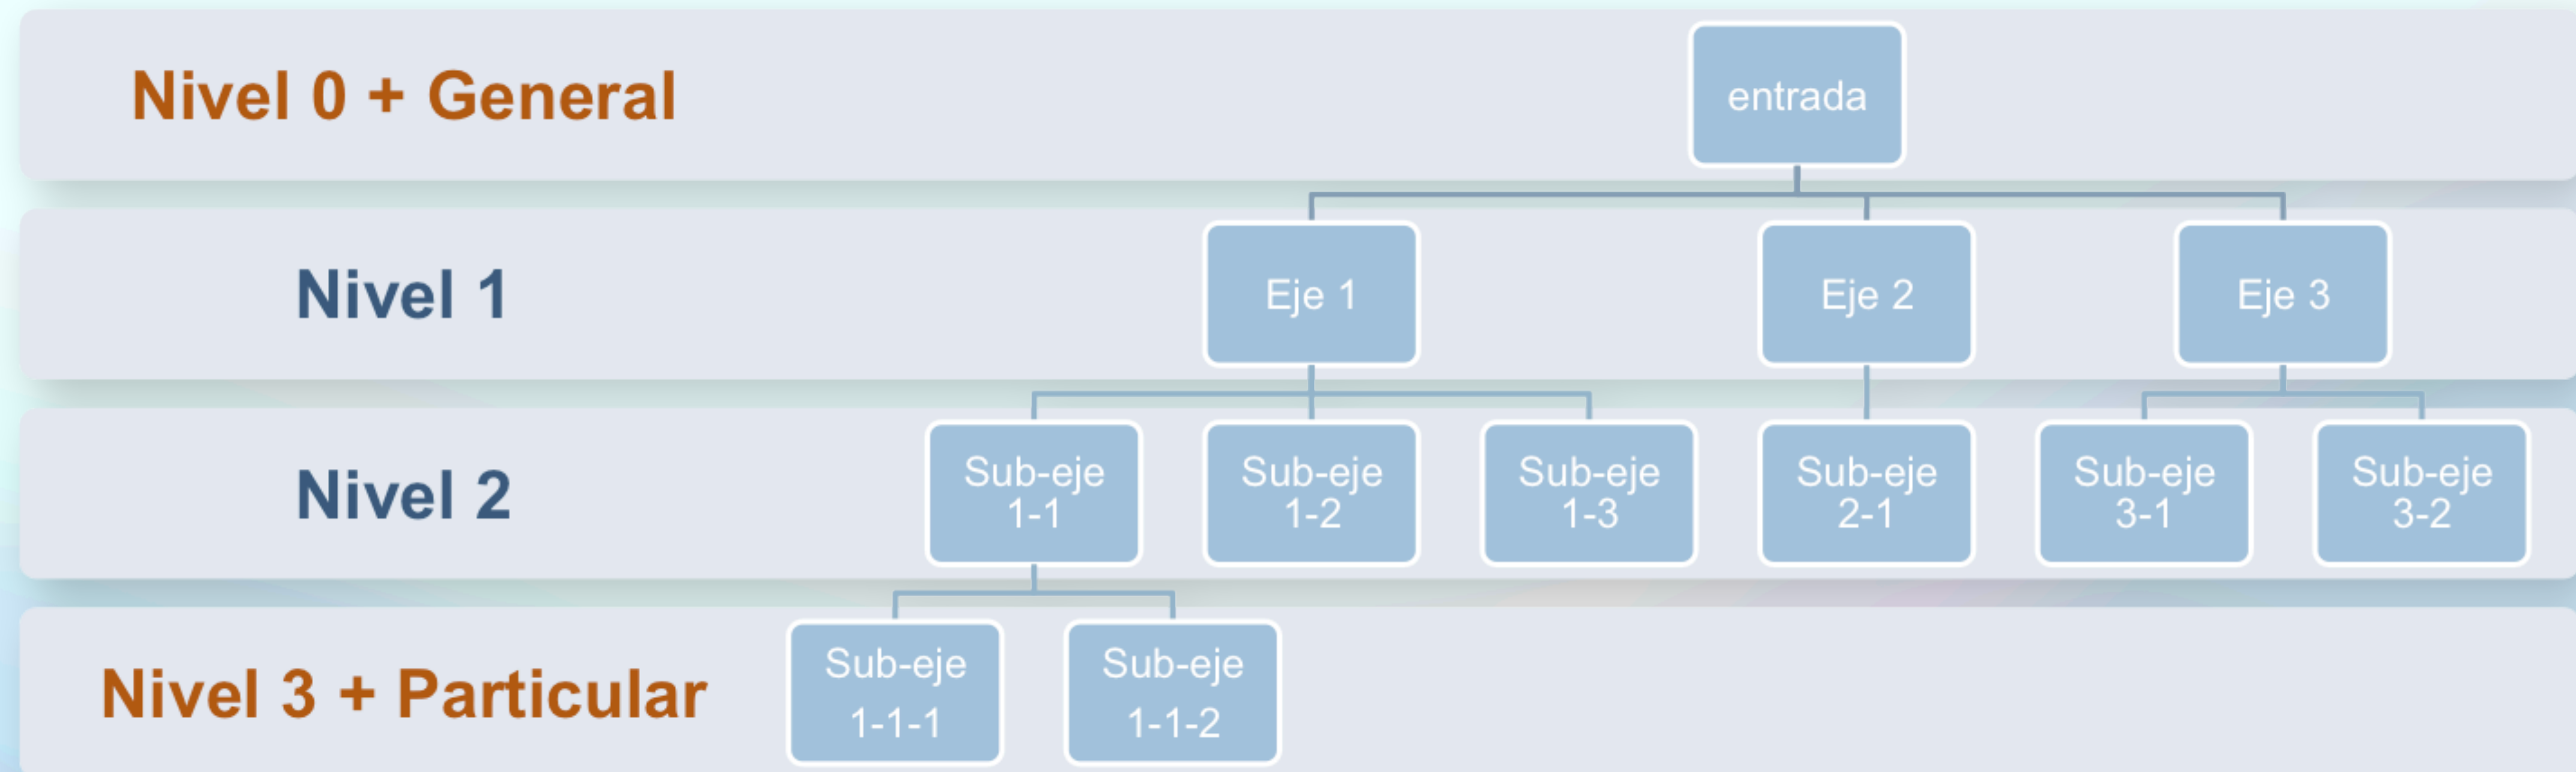 Nivel 0 + General
entrada
Nivel 1
Eje 1
Eje 2
Eje 3
Nivel 2
Sub-eje
1-1
Sub-eje
1-2
Sub-eje
1-3
Sub-eje
2-1
Sub-eje
3-1
Sub-eje
3-2
Nivel 3 + Particular
Sub-eje
1-1-1
Sub-eje
1-1-2